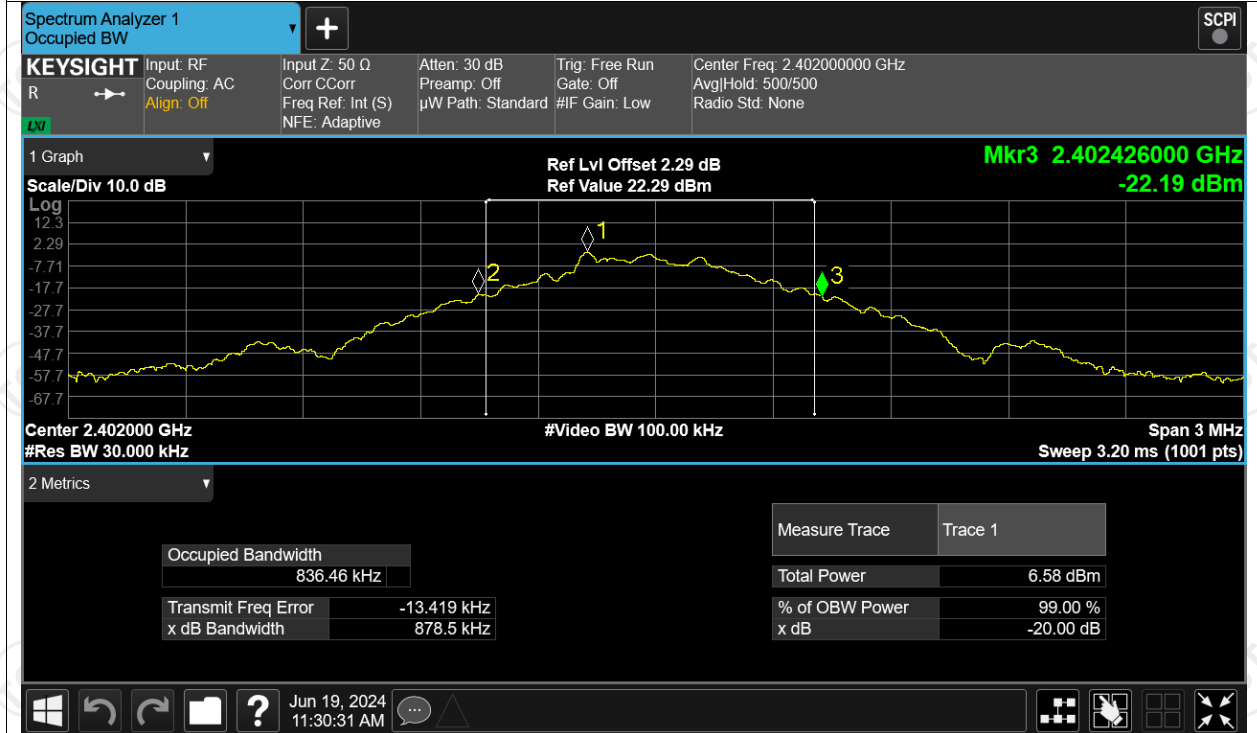 Spectrum Analyzer 1
Occupied BW
SCPI
KEYSIGHT
R
LXI
Input: RF
Coupling: AC
Align: Off
Input Z: 50 Ω
Corr CCorr
Freq Ref: Int (S)
NFE: Adaptive
Atten: 30 dB
Preamp: Off
µW Path: Standard
Trig: Free Run
Gate: Off
#IF Gain: Low
Center Freq: 2.402000000 GHz
Avg|Hold: 500/500
Radio Std: None
1 Graph
Scale/Div 10.0 dB
Ref Lvl Offset 2.29 dB
Ref Value 22.29 dBm
Mkr3 2.402426000 GHz
-22.19 dBm
Log
12.3
2.29
-7.71
-17.7
-27.7
-37.7
-47.7
-57.7
-67.7
1
2
3
Center 2.402000 GHz
#Res BW 30.000 kHz
#Video BW 100.00 kHz
Span 3 MHz
Sweep 3.20 ms (1001 pts)
2 Metrics
Occupied Bandwidth
836.46 kHz
Transmit Freq Error -13.419 kHz
x dB Bandwidth 878.5 kHz
Measure Trace Trace 1
Total Power 6.58 dBm
% of OBW Power 99.00 %
x dB -20.00 dB
?
Jun 19, 2024
11:30:31 AM